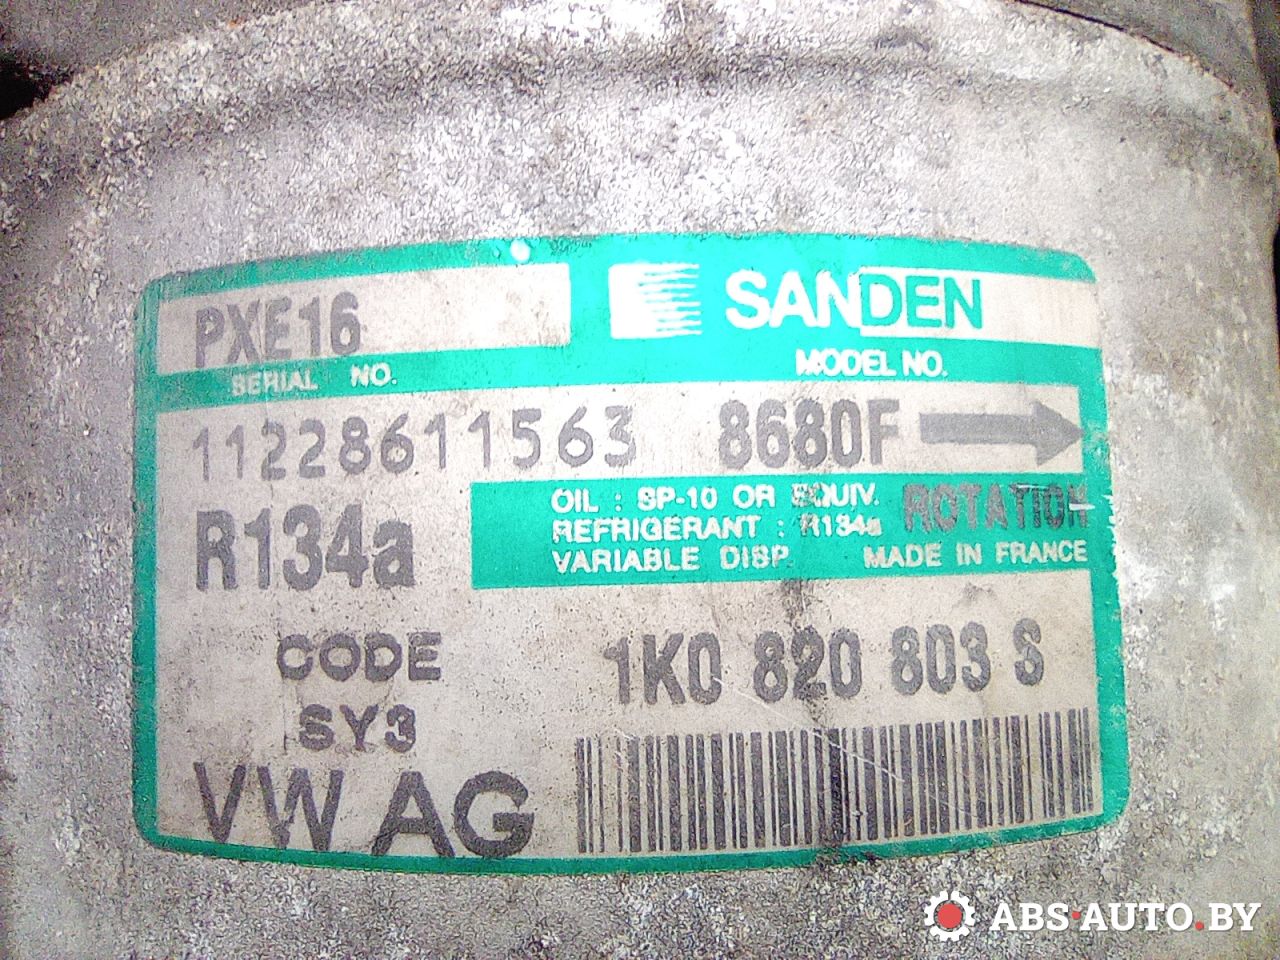 PXE16 SANDEN
SERIAL NO. MODEL NO.
11228611563 8680F
R134a OIL : SP-10 OR EQUIV. ROTATION
REFRIGERANT : R134a
VARIABLE DISP. MADE IN FRANCE
CODE 1K0 820 803 S
SY3
VW AG
ABS-AUTO.BY